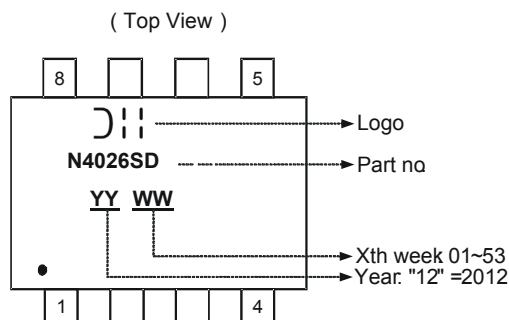 ( Top View )
8 5
Logo
N4026SD Part no.
YY WW
Xth week 01~53
Year: "12" =2012
1 4